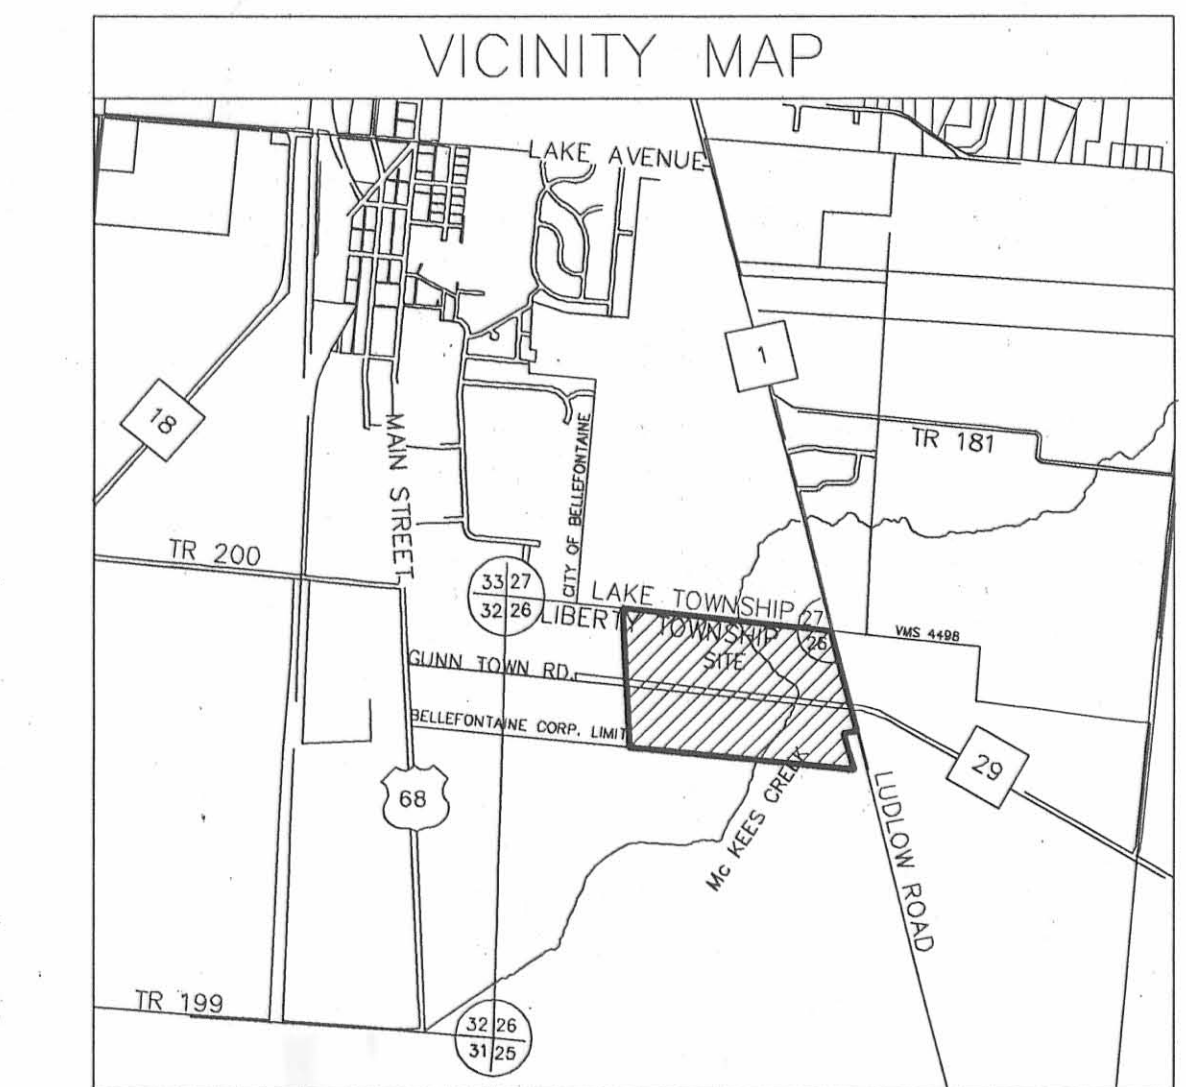 VICINITY MAP
LAKE AVENUE
1
18
TR 181
MAIN STREET
CITY OF BELLEFONTAINE
TR 200
33 27
32 26
LAKE TOWNSHIP
LIBERTY TOWNSHIP
27
26
VMS 4498
SITE
GUNN TOWN RD.
BELLEFONTAINE CORP. LIMIT
29
68
Mc KEES CREEK
LUDLOW ROAD
TR 199
32 26
31 25